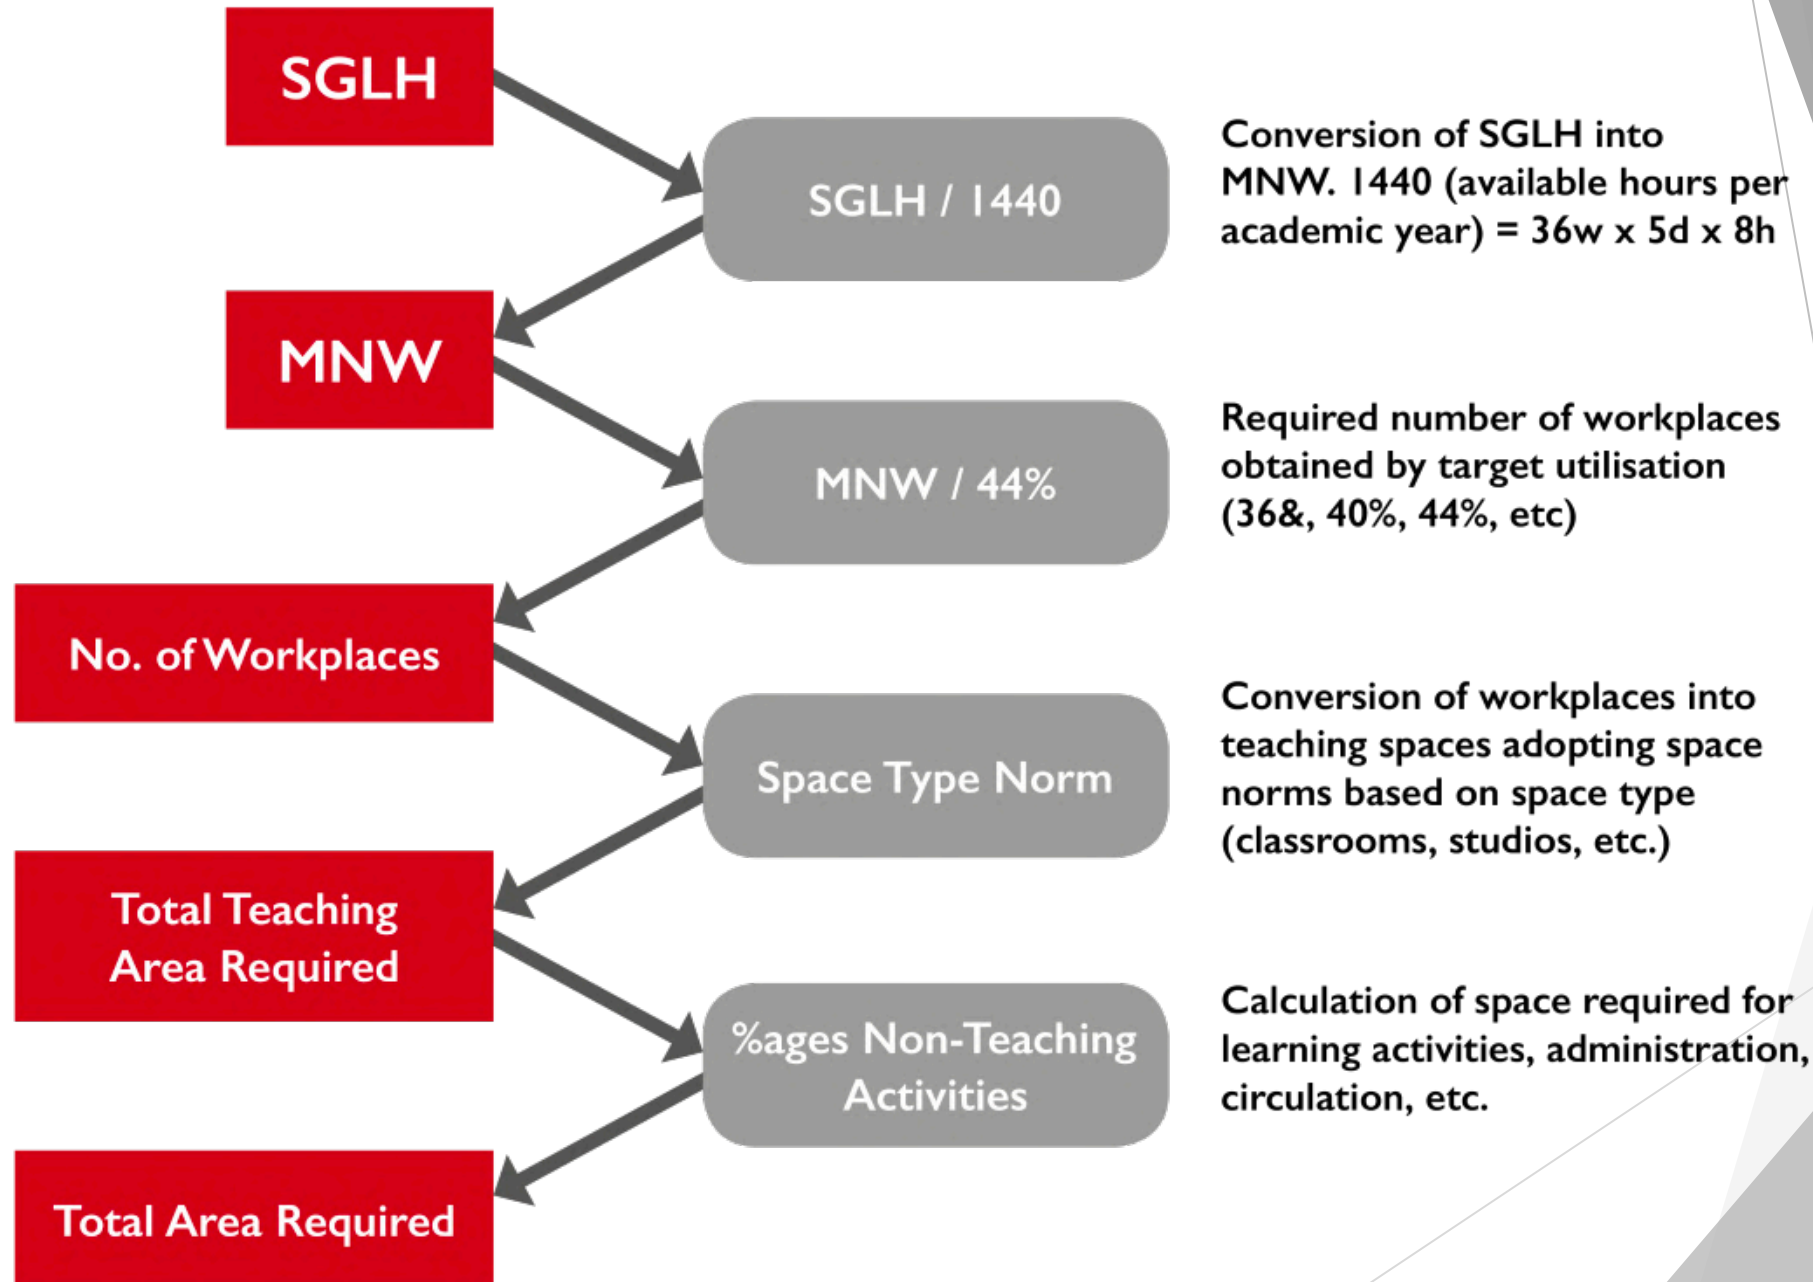 SGLH
SGLH / 1440
Conversion of SGLH into
MNW. 1440 (available hours per
academic year) = 36w x 5d x 8h
MNW
MNW / 44%
Required number of workplaces
obtained by target utilisation
(36&, 40%, 44%, etc)
No. of Workplaces
Space Type Norm
Conversion of workplaces into
teaching spaces adopting space
norms based on space type
(classrooms, studios, etc.)
Total Teaching
Area Required
%ages Non-Teaching
Activities
Calculation of space required for
learning activities, administration,
circulation, etc.
Total Area Required